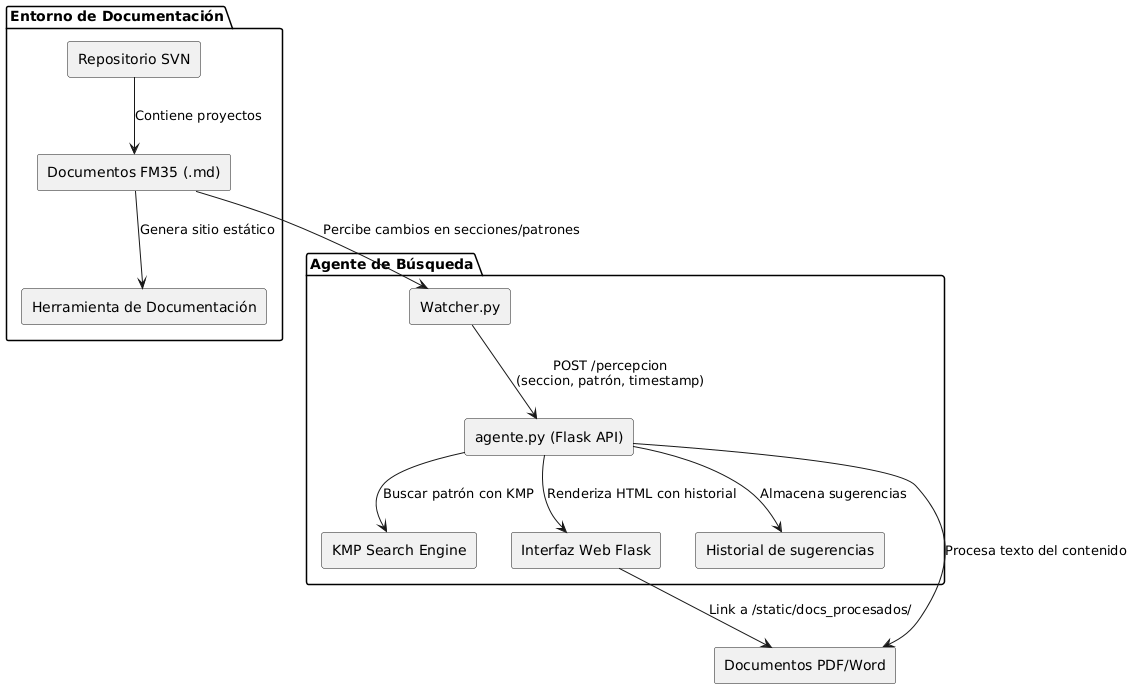 Entorno de Documentación
Repositorio SVN
Contiene proyectos
Documentos FM35 (.md)
Genera sitio estático
Percibe cambios en secciones/patrones
Herramienta de Documentación
Agente de Búsqueda
Watcher.py
POST /percepcion
(seccion, patrón, timestamp)
agente.py (Flask API)
Buscar patrón con KMP
Renderiza HTML con historial
Almacena sugerencias
KMP Search Engine
Interfaz Web Flask
Historial de sugerencias
Procesa texto del contenido
Link a /static/docs_procesados/
Documentos PDF/Word